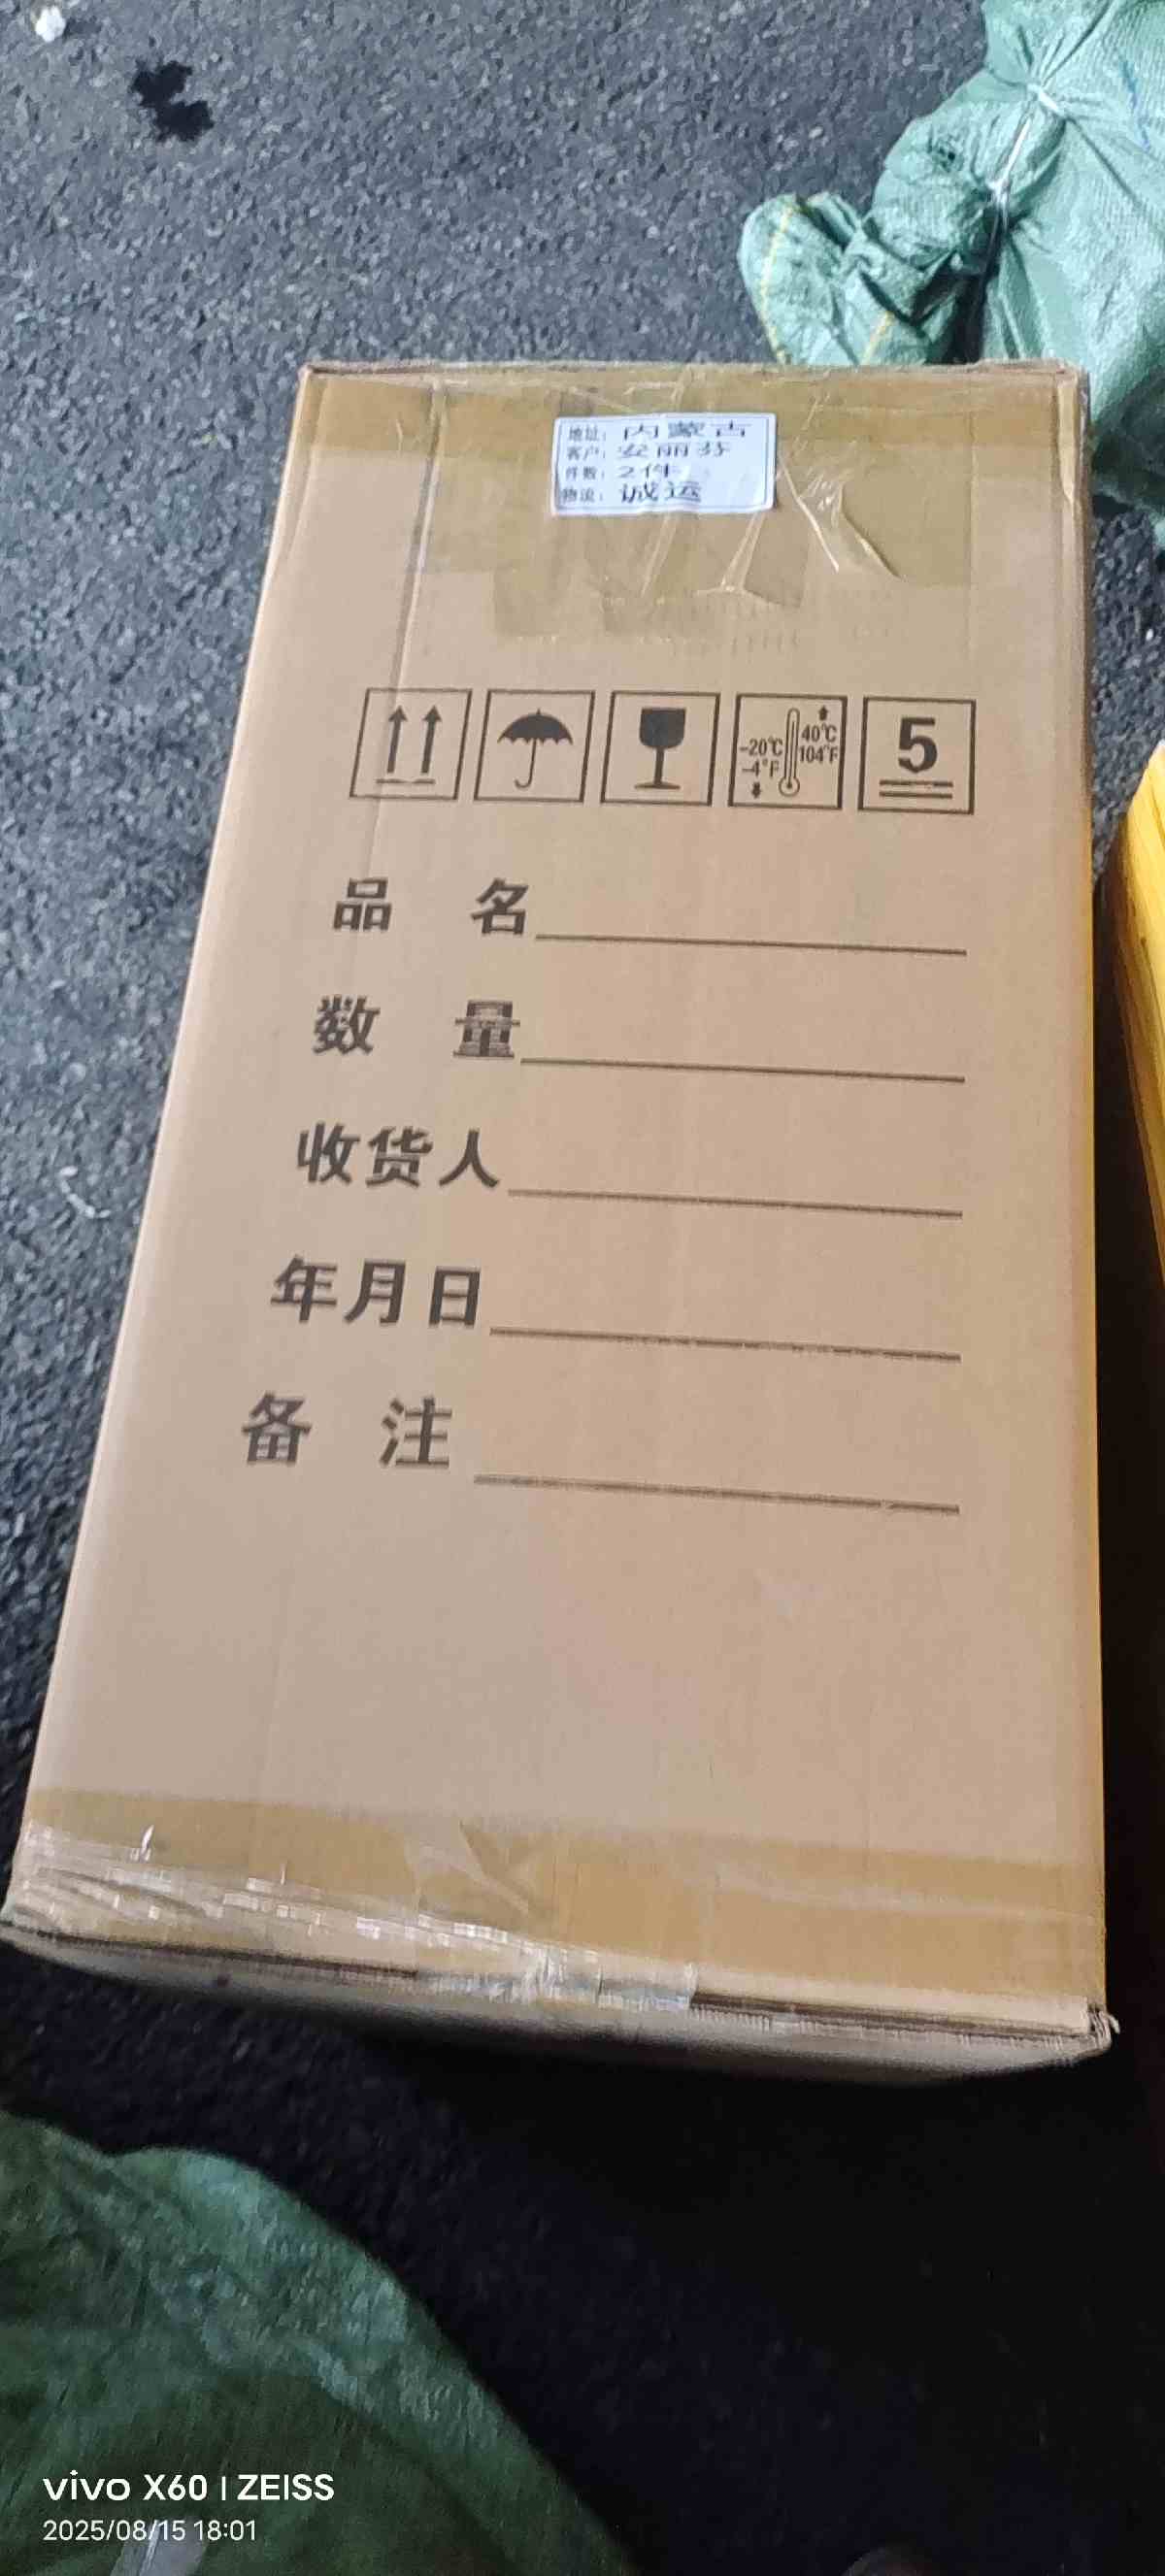 地址：内蒙古
客户：安丽芬
件数：2件
物流：诚运
-20℃ 40℃
-4°F 104°F
5
品 名
数 量
收货人
年月日
备 注
vivo X60 | ZEISS
2025/08/15 18:01